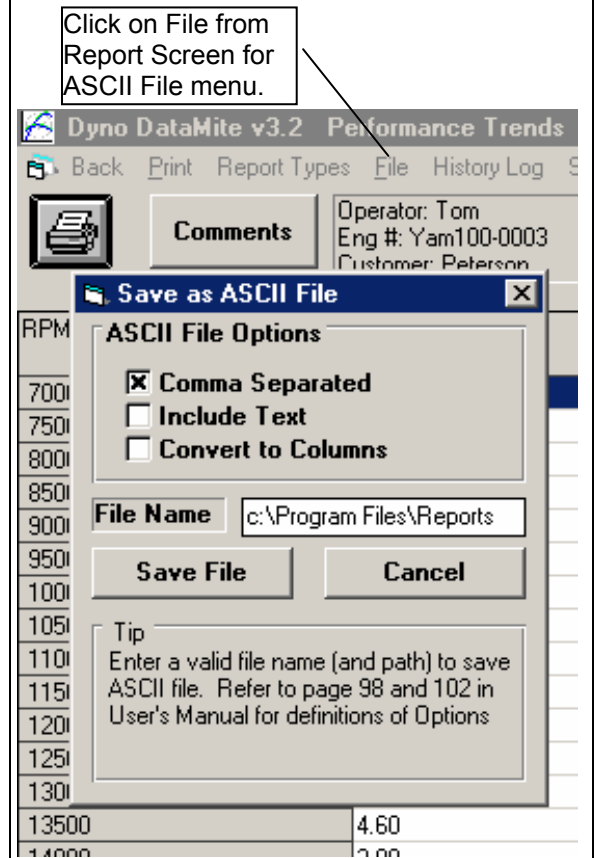 Click on File from
Report Screen for
ASCII File menu.
Dyno DataMite v3.2 Performance Trends
Back Print Report Types File History Log
Comments
Operator: Tom
Eng #: Yam100-0003
Customer: Peterson
Save as ASCII File
RPM
ASCII File Options
Comma Separated
Include Text
Convert to Columns
File Name c:\Program Files\Reports
Save File Cancel
Tip
Enter a valid file name (and path) to save
ASCII file. Refer to page 98 and 102 in
User's Manual for definitions of Options
13500 4.60